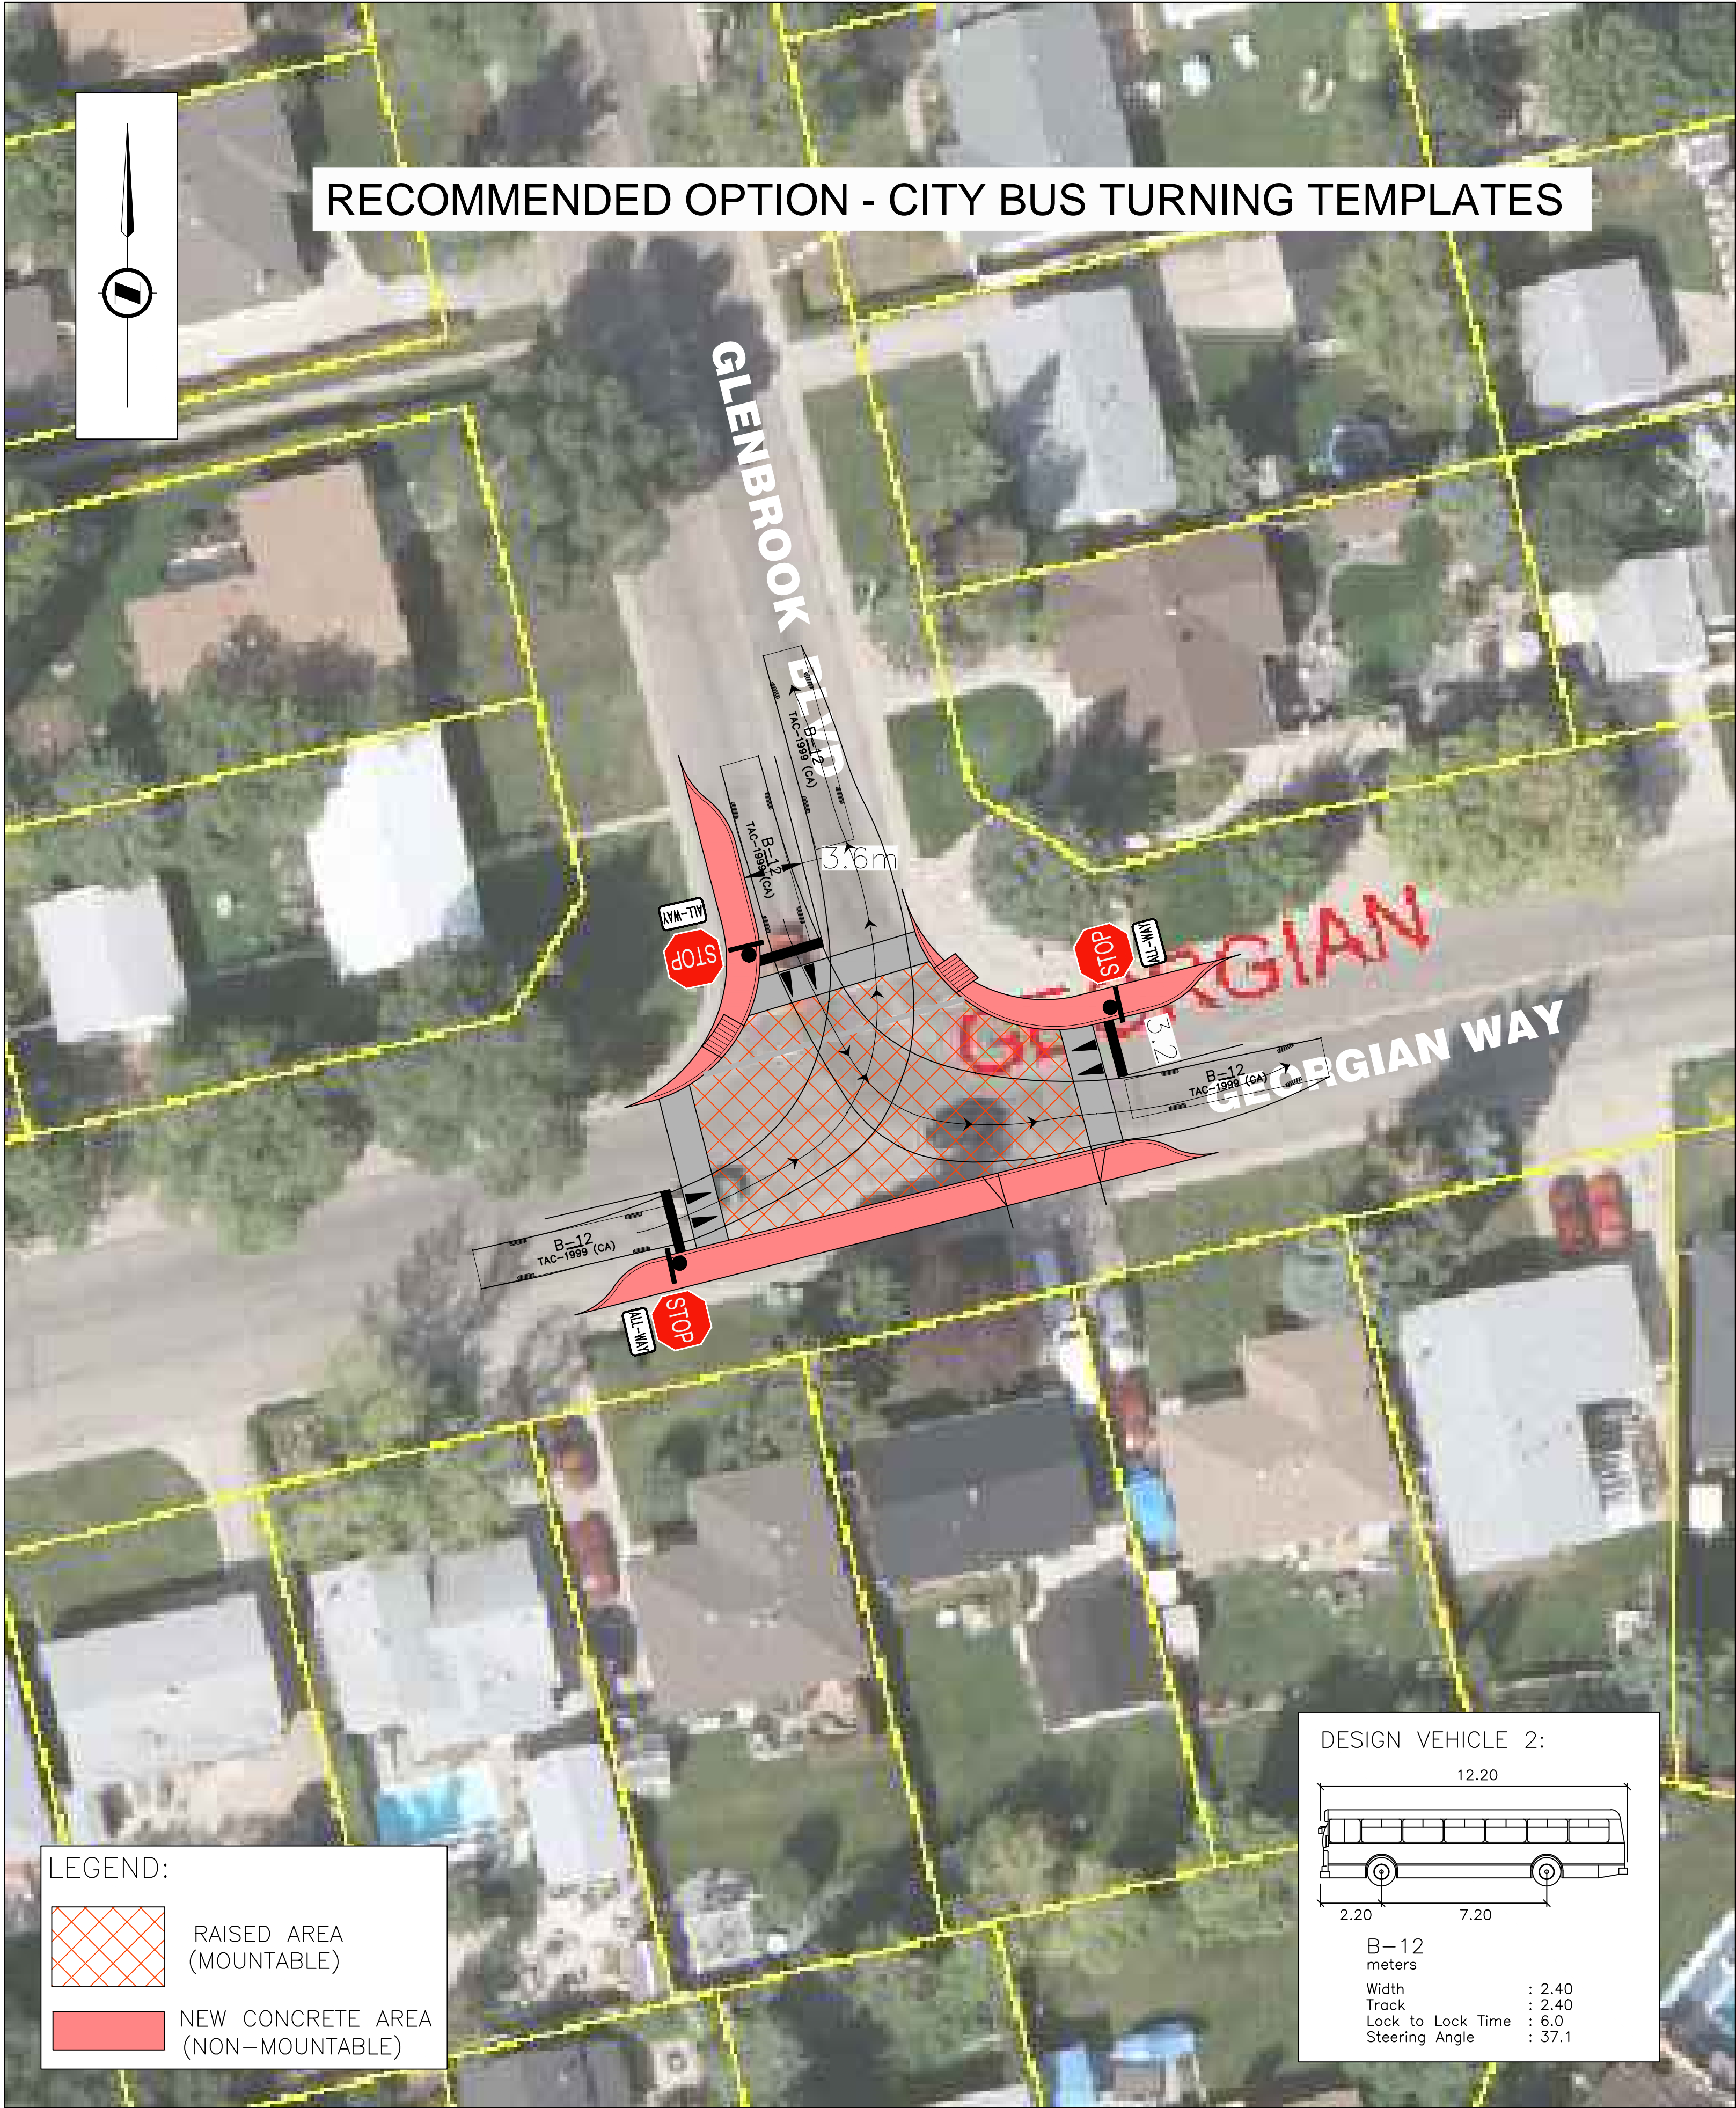 RECOMMENDED OPTION - CITY BUS TURNING TEMPLATES
N
GLENBROOK BLVD
B-12
TAC-1999 (CA)
B-12
TAC-1999 (CA)
3.6m
ALL-WAY
STOP
STOP
ALL-WAY
GEORGIAN
3.2
GEORGIAN WAY
B-12
TAC-1999 (CA)
B-12
TAC-1999 (CA)
STOP
ALL-WAY
DESIGN VEHICLE 2:
12.20
2.20
7.20
B-12
meters
Width : 2.40
Track : 2.40
Lock to Lock Time : 6.0
Steering Angle : 37.1
LEGEND:
RAISED AREA
(MOUNTABLE)
NEW CONCRETE AREA
(NON-MOUNTABLE)